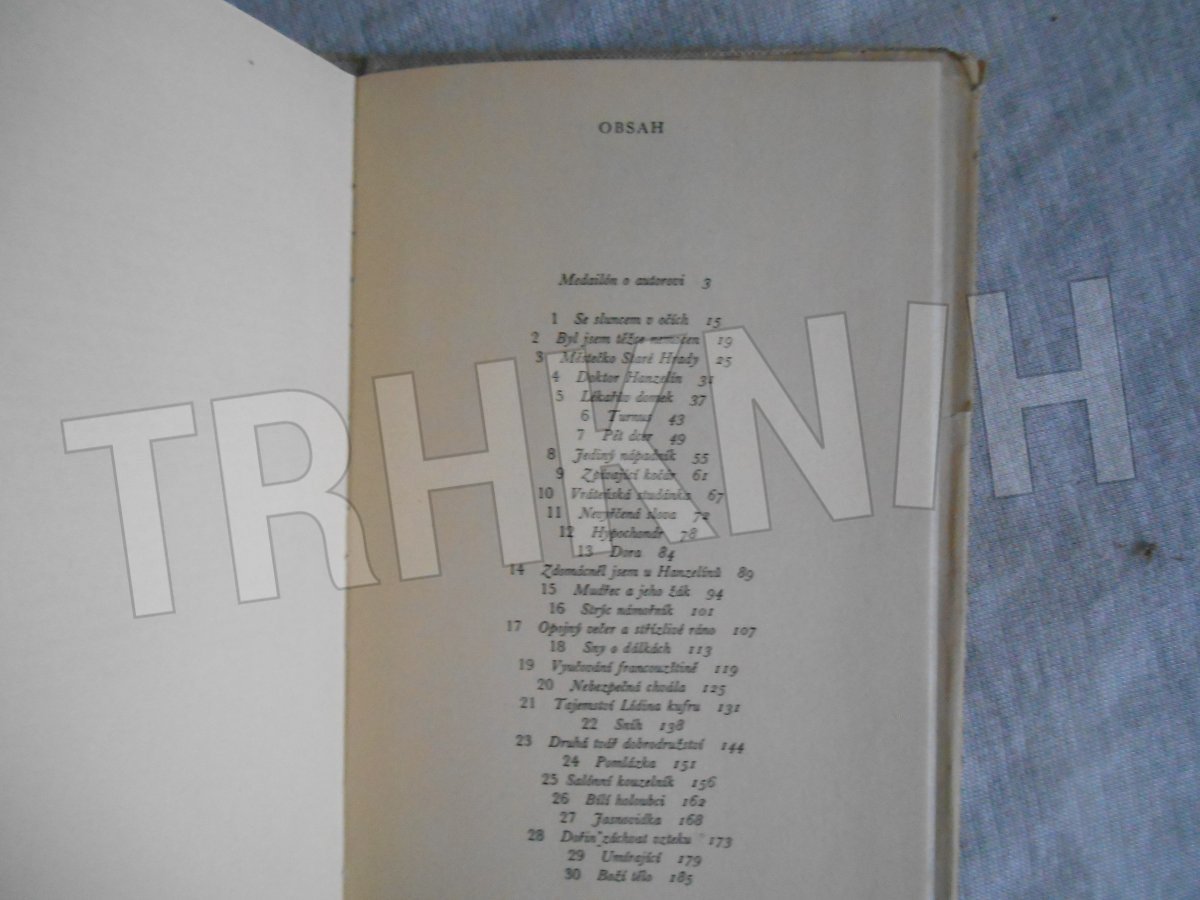 OBSAH
Medailón o autorovi 3
1 Se sluncem v očích 15
2 Byl jsem těžce nemocen 19
3 Městečko Staré Hrady 25
4 Doktor Hanzelín 31
5 Lékařův domek 37
6 Turnus 43
7 Pět dcer 49
8 Jediný nápadník 55
9 Zpívající kočár 61
10 Vrátenská studánka 67
11 Nevyřčená slova 72
12 Hypochondr 78
13 Dora 84
14 Zdomácněl jsem u Hanzelínů 89
15 Mudřec a jeho žák 94
16 Strýc námořník 101
17 Opojný večer a střízlivé ráno 107
18 Sny o dálkách 113
19 Vyučování francouzštině 119
20 Nebezpečná chvála 125
21 Tajemství Lídina kufru 131
22 Sníh 138
23 Druhá tvář dobrodružství 144
24 Pomlázka 151
25 Salónní kouzelník 156
26 Bílí holoubci 162
27 Jasnovidka 168
28 Dořin záchvat vzteku 173
29 Umírající 179
30 Boží tělo 185
TRHKNIH